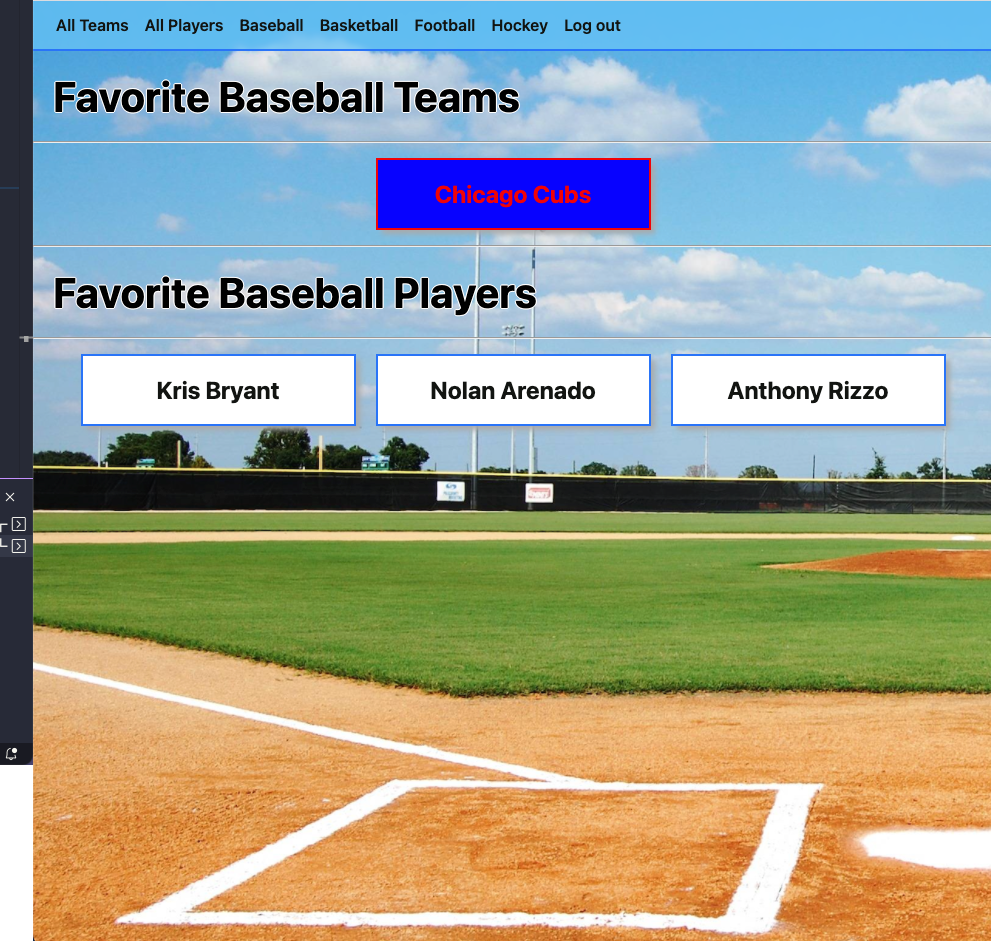 All Teams All Players Baseball Basketball Football Hockey Log out
Favorite Baseball Teams
Chicago Cubs
Favorite Baseball Players
Kris Bryant Nolan Arenado Anthony Rizzo